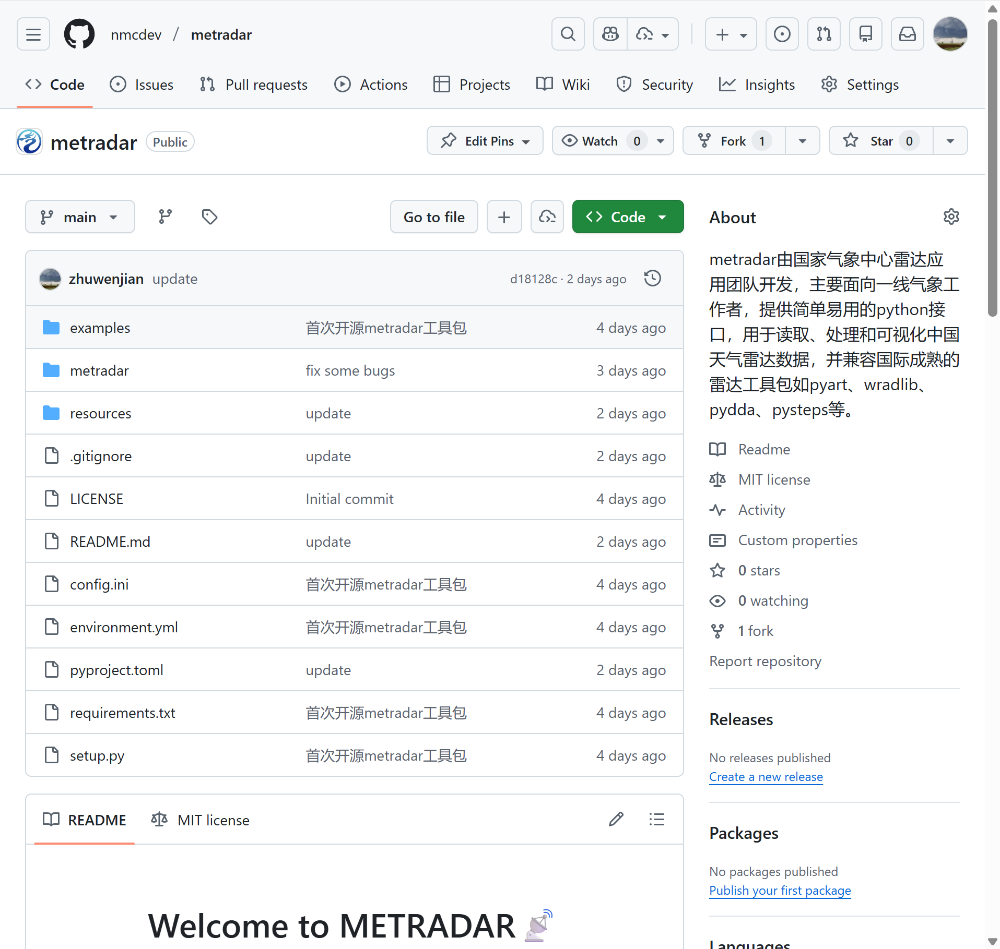 nmcdev / metradar
Code Issues Pull requests Actions Projects Wiki Security Insights Settings
metradar Public Edit Pins Watch 0 Fork 1 Star 0
main Go to file Code
zhuwenjian update d18128c · 2 days ago
examples 首次开源metradar工具包 4 days ago
metradar fix some bugs 3 days ago
resources update 2 days ago
.gitignore update 2 days ago
LICENSE Initial commit 4 days ago
README.md update 2 days ago
config.ini 首次开源metradar工具包 4 days ago
environment.yml 首次开源metradar工具包 4 days ago
pyproject.toml update 2 days ago
requirements.txt 首次开源metradar工具包 4 days ago
setup.py 首次开源metradar工具包 4 days ago
README MIT license
Welcome to METRADAR
About
metradar由国家气象中心雷达应
用团队开发，主要面向一线气象工
作者，提供简单易用的python接
口，用于读取、处理和可视化中国
天气雷达数据，并兼容国际成熟的
雷达工具包如pyart、wradlib、
pydda、pysteps等。
Readme
MIT license
Activity
Custom properties
0 stars
0 watching
1 fork
Report repository
Releases
No releases published
Create a new release
Packages
No packages published
Publish your first package
Languages